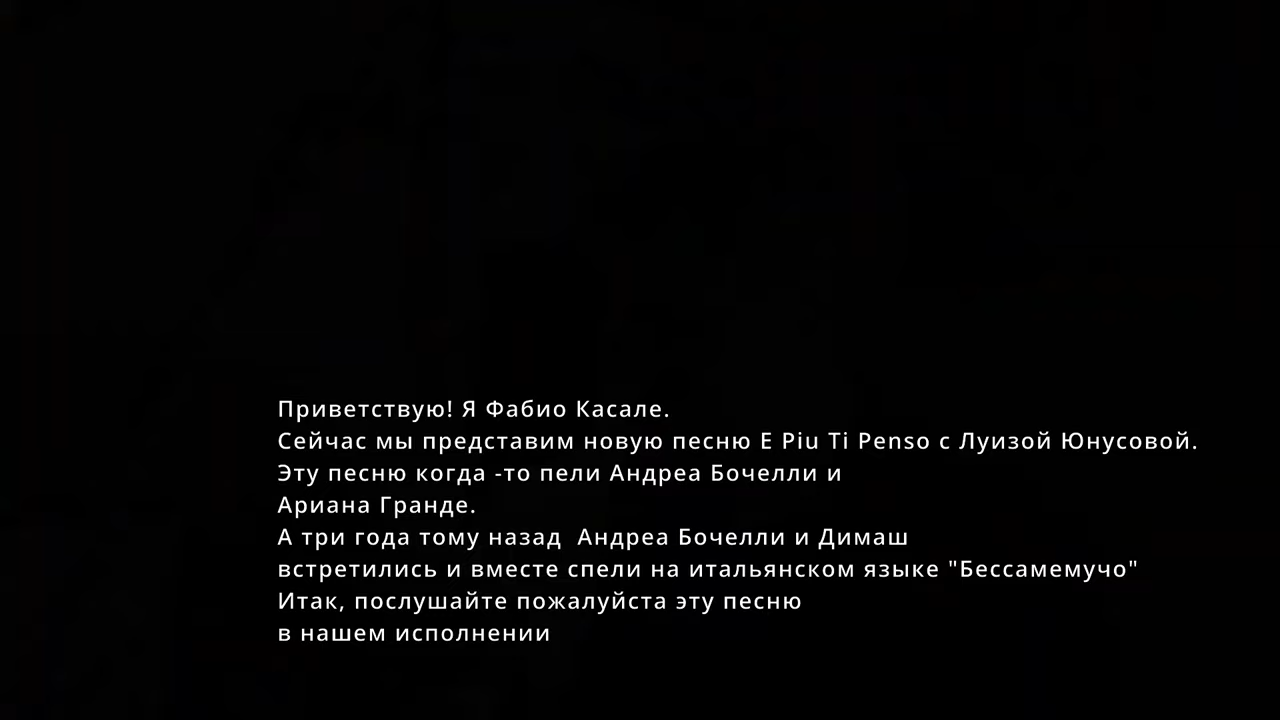 Приветствую! Я Фабио Касале.
Сейчас мы представим новую песню E Piu Ti Penso с Луизой Юнусовой.
Эту песню когда -то пели Андреа Бочелли и
Ариана Гранде.
А три года тому назад  Андреа Бочелли и Димаш
встретились и вместе спели на итальянском языке "Бессамемучо"
Итак, послушайте пожалуйста эту песню
в нашем исполнении